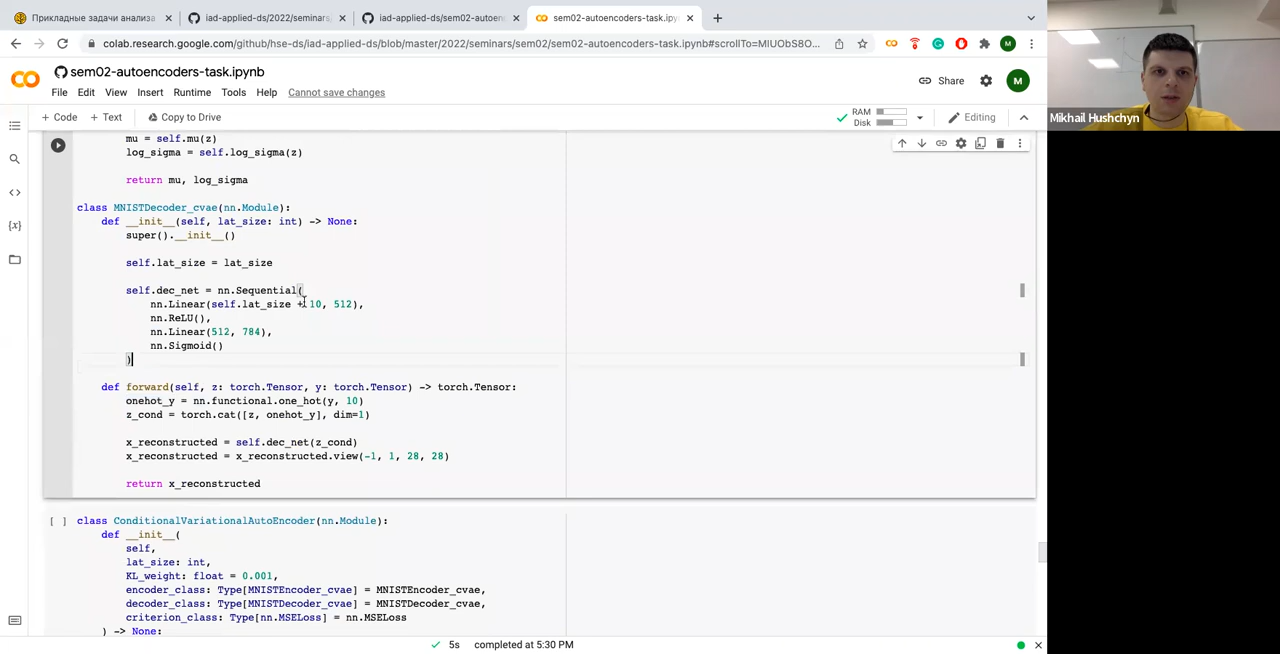 Прикладные задачи анализа
iad-applied-ds/2022/seminars/
iad-applied-ds/sem02-autoenc
sem02-autoencoders-task.ipyn
colab.research.google.com/github/hse-ds/iad-applied-ds/blob/master/2022/seminars/sem02/sem02-autoencoders-task.ipynb#scrollTo=MIUObS8O...
M
sem02-autoencoders-task.ipynb
File Edit View Insert Runtime Tools Help Cannot save changes
Share
M
+ Code + Text Copy to Drive
RAM
Disk
Editing
mu = self.mu(z)
log_sigma = self.log_sigma(z)
return mu, log_sigma
class MNISTDecoder_cvae(nn.Module):
def __init__(self, lat_size: int) -> None:
super().__init__()
self.lat_size = lat_size
self.dec_net = nn.Sequential(
nn.Linear(self.lat_size + 10, 512),
nn.ReLU(),
nn.Linear(512, 784),
nn.Sigmoid()
)
def forward(self, z: torch.Tensor, y: torch.Tensor) -> torch.Tensor:
onehot_y = nn.functional.one_hot(y, 10)
z_cond = torch.cat([z, onehot_y], dim=1)
x_reconstructed = self.dec_net(z_cond)
x_reconstructed = x_reconstructed.view(-1, 1, 28, 28)
return x_reconstructed
[ ] class ConditionalVariationalAutoEncoder(nn.Module):
def __init__(
self,
lat_size: int,
KL_weight: float = 0.001,
encoder_class: Type[MNISTEncoder_cvae] = MNISTEncoder_cvae,
decoder_class: Type[MNISTDecoder_cvae] = MNISTDecoder_cvae,
criterion_class: Type[nn.MSELoss] = nn.MSELoss
) -> None:
5s completed at 5:30 PM
Mikhail Hushchyn